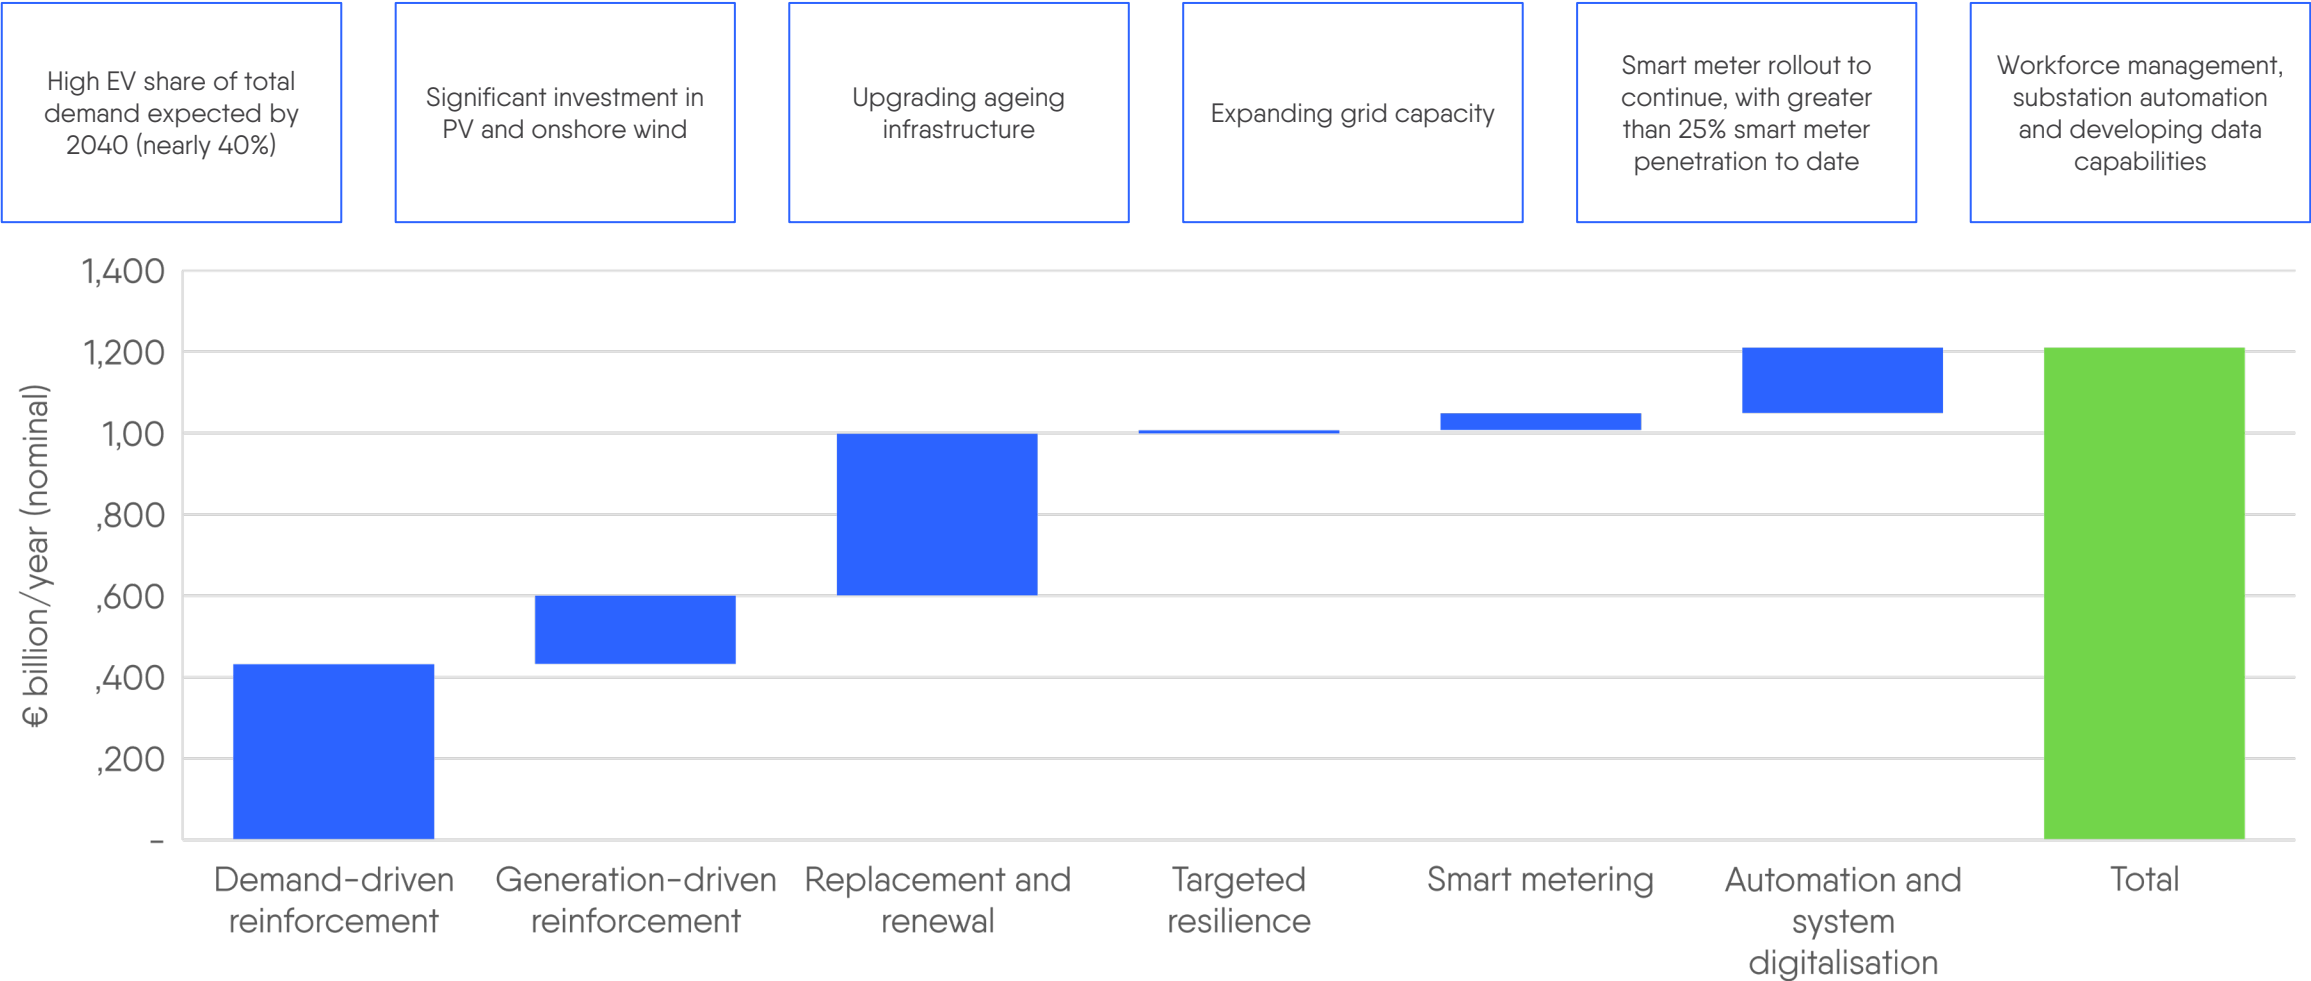 High EV share of total
demand expected by
2040 (nearly 40%)
Significant investment in
PV and onshore wind
Upgrading ageing
infrastructure
Expanding grid capacity
Smart meter rollout to
continue, with greater
than 25% smart meter
penetration to date
Workforce management,
substation automation
and developing data
capabilities
€ billion/year (nominal)
1,400
1,200
1,00
,800
,600
,400
,200
-
Demand-driven
reinforcement
Generation-driven
reinforcement
Replacement and
renewal
Targeted
resilience
Smart metering
Automation and
system
digitalisation
Total